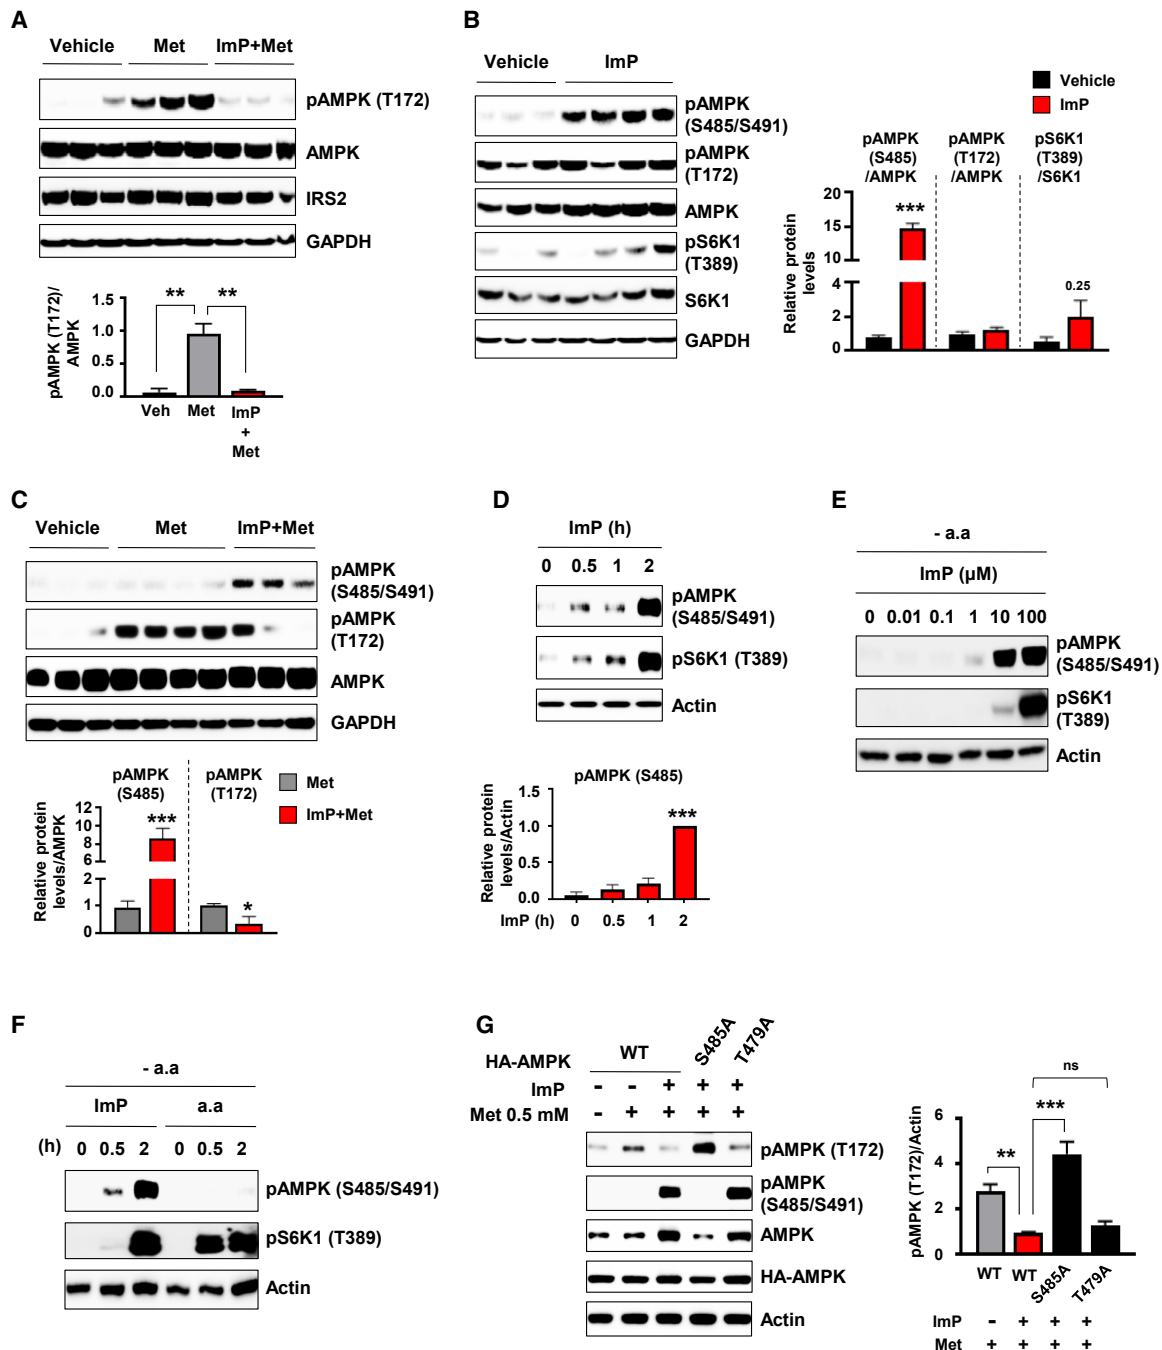 A
Vehicle Met ImP+Met
pAMPK (T172)
AMPK
IRS2
GAPDH
pAMPK (T172)/
AMPK
1.5
1.0
0.5
0.0
** **
Veh Met ImP
+
Met
B
Vehicle ImP
pAMPK
(S485/S491)
pAMPK
(T172)
AMPK
pS6K1
(T389)
S6K1
GAPDH
Vehicle
ImP
pAMPK
(S485)
/AMPK
pAMPK
(T172)
/AMPK
pS6K1
(T389)
/S6K1
Relative protein
levels
20
15
10
4
2
0
***
0.25
C
Vehicle Met ImP+Met
pAMPK
(S485/S491)
pAMPK
(T172)
AMPK
GAPDH
pAMPK
(S485)
pAMPK
(T172)
Met
ImP+Met
Relative protein
levels/AMPK
12
10
8
6
2
1
0
***
*
D
ImP (h)
0 0.5 1 2
pAMPK
(S485/S491)
pS6K1 (T389)
Actin
pAMPK (S485)
Relative protein
levels/Actin
1.5
1.0
0.5
0.0
***
ImP (h) 0 0.5 1 2
E
- a.a
ImP (µM)
0 0.01 0.1 1 10 100
pAMPK
(S485/S491)
pS6K1
(T389)
Actin
F
- a.a
ImP a.a
(h) 0 0.5 2 0 0.5 2
pAMPK (S485/S491)
pS6K1 (T389)
Actin
G
HA-AMPK WT S485A T479A
ImP - - + + +
Met 0.5 mM - + + + +
pAMPK (T172)
pAMPK
(S485/S491)
AMPK
HA-AMPK
Actin
pAMPK (T172)/Actin
6
4
2
0
ns
***
**
WT WT S485A T479A
ImP - + + +
Met + + + +